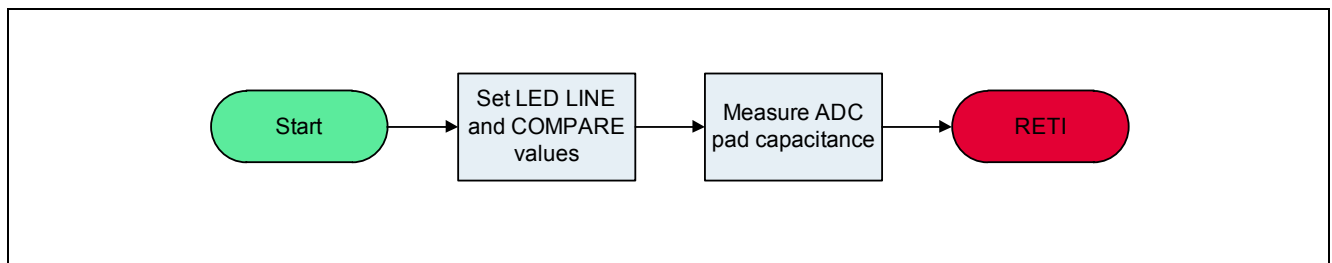 Start
Set LED LINE
and COMPARE
values
Measure ADC
pad capacitance
RETI